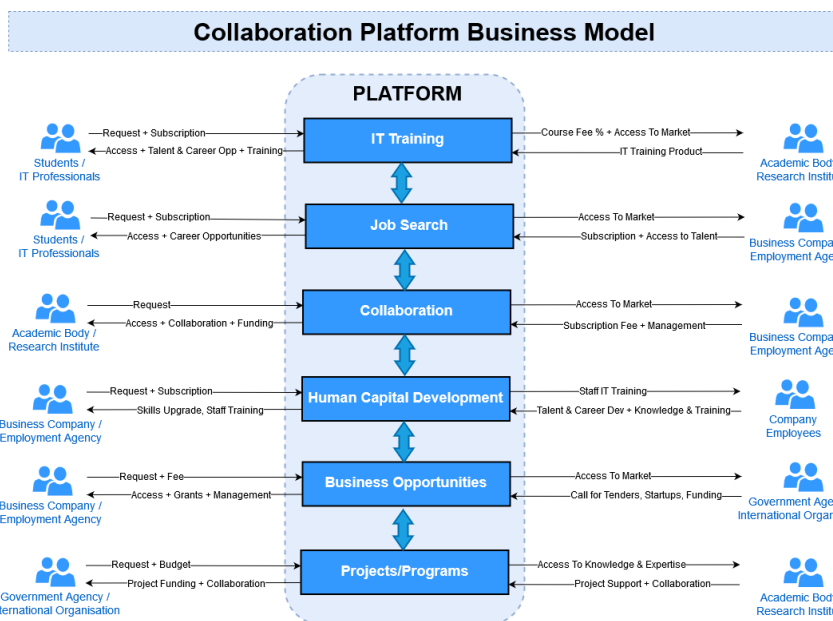 Collaboration Platform Business Model
PLATFORM
Request + Subscription
IT Training
Course Fee % + Access To Market
Access + Talent & Career Opp + Training
IT Training Product
Students /
IT Professionals
Academic Body
Research Institu
Request + Subscription
Job Search
Access To Market
Access + Career Opportunities
Subscription + Access to Talent
Students /
IT Professionals
Business Compa
Employment Age
Request
Collaboration
Access To Market
Access + Collaboration + Funding
Subscription Fee + Management
Academic Body /
Research Institute
Business Compa
Employment Age
Request + Subscription
Human Capital Development
Staff IT Training
Skills Upgrade, Staff Training
Talent & Career Dev + Knowledge & Training
Business Company /
Employment Agency
Company
Employees
Request + Fee
Business Opportunities
Access To Market
Access + Grants + Management
Call for Tenders, Startups, Funding
Business Company /
Employment Agency
Government Age
International Organ
Request + Budget
Projects/Programs
Access To Knowledge & Expertise
Project Funding + Collaboration
Project Support + Collaboration
Government Agency /
nternational Organisation
Academic Body
Research Institu